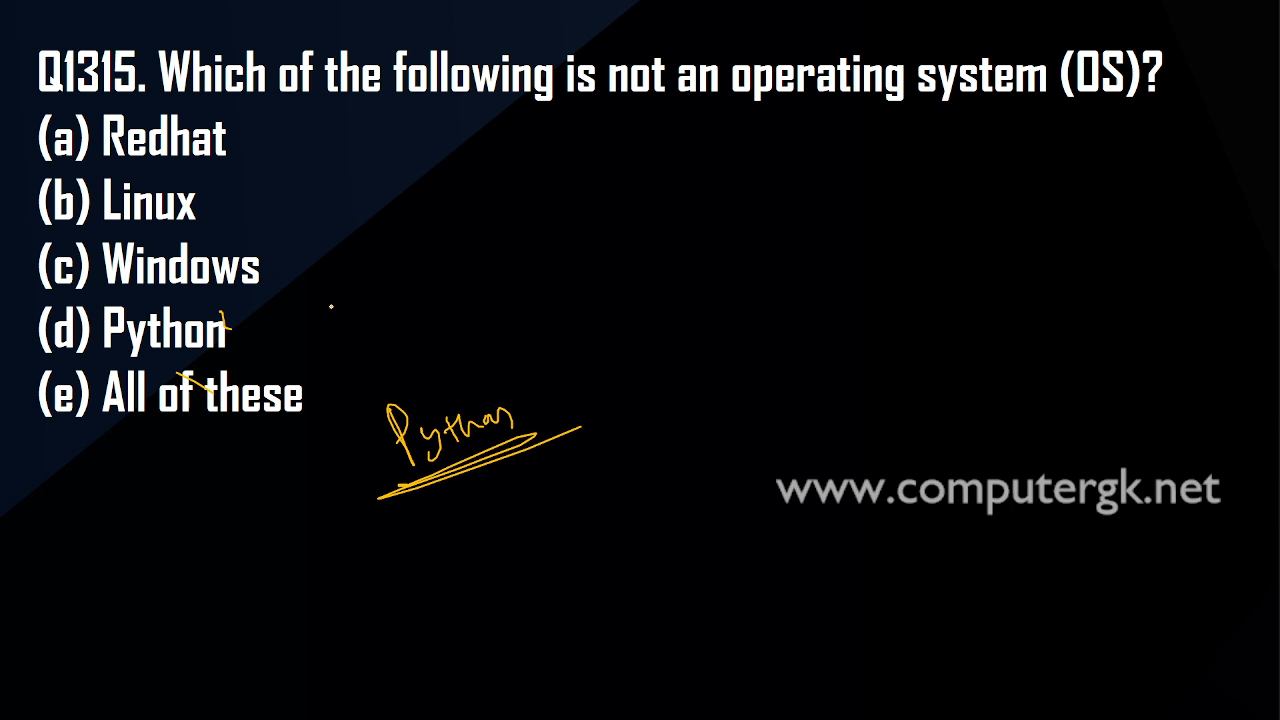 Q1315. Which of the following is not an operating system (OS)?
(a) Redhat
(b) Linux
(c) Windows
(d) Python
(e) All of these
Python
www.computergk.net